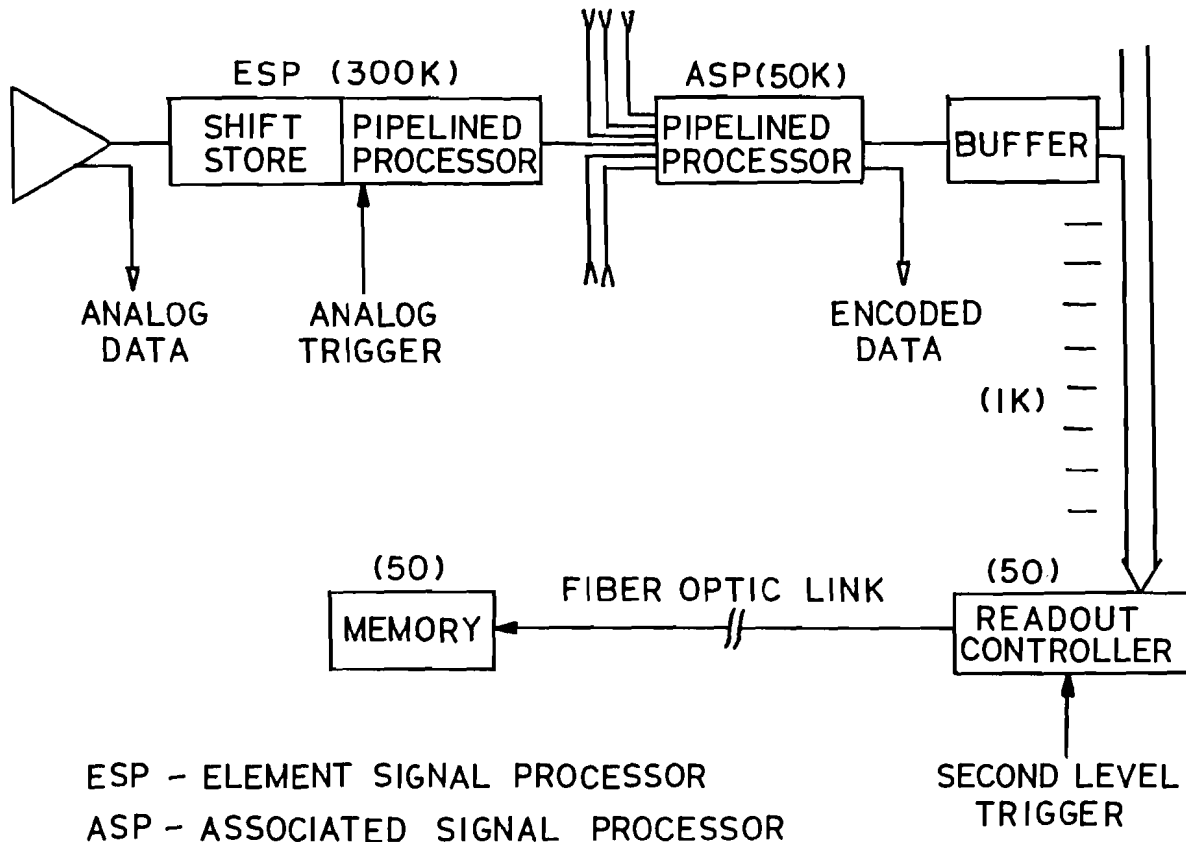 ESP (300K)
ASP(50K)
SHIFT
STORE
PIPELINED
PROCESSOR
PIPELINED
PROCESSOR
BUFFER
ANALOG
DATA
ANALOG
TRIGGER
ENCODED
DATA
(1K)
(50)
MEMORY
FIBER OPTIC LINK
(50)
READOUT
CONTROLLER
SECOND LEVEL
TRIGGER
ESP – ELEMENT SIGNAL PROCESSOR
ASP – ASSOCIATED SIGNAL PROCESSOR